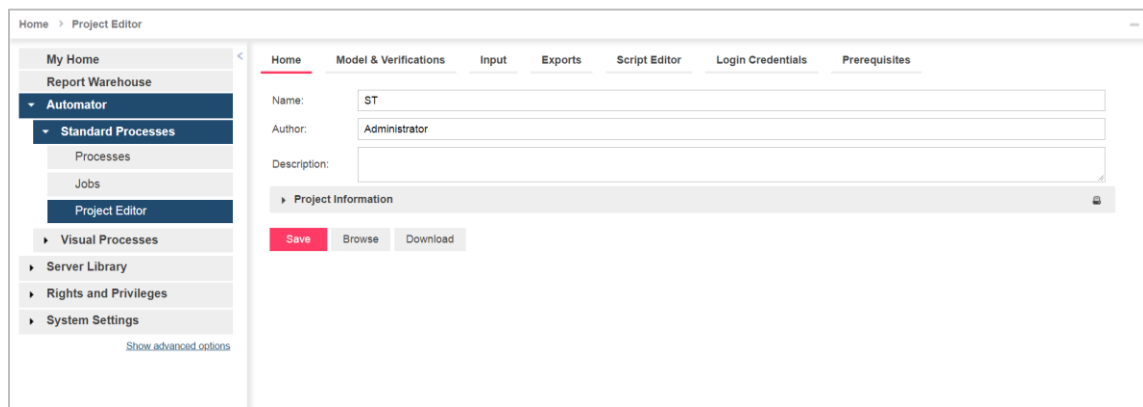 Home > Project Editor
My Home
Report Warehouse
Automator
Standard Processes
Processes
Jobs
Project Editor
Visual Processes
Server Library
Rights and Privileges
System Settings
Show advanced options
Home Model & Verifications Input Exports Script Editor Login Credentials Prerequisites
Name: ST
Author: Administrator
Description:
Project Information
Save Browse Download